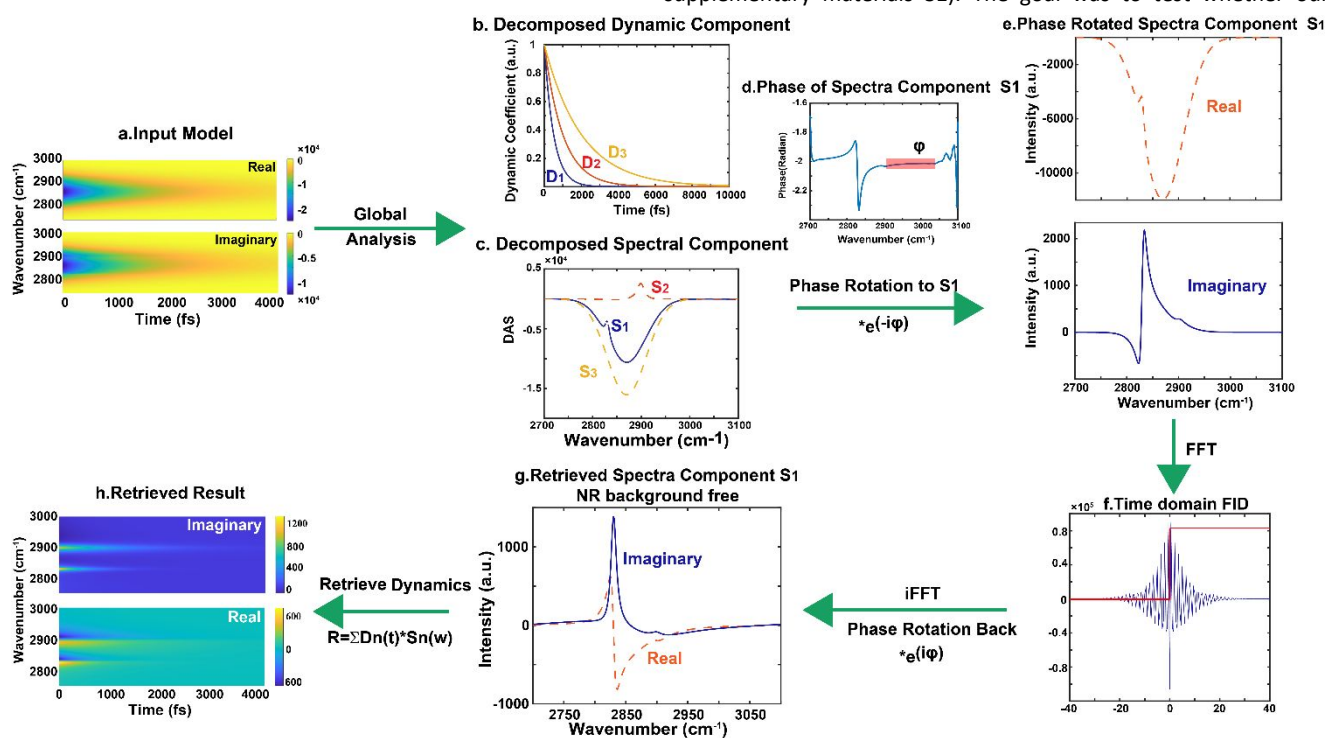 supplementary materials S2). The goal was to test whether our
b. Decomposed Dynamic Component
Dynamic Coefficient (a.u.)
1
0.8
0.6
0.4
0.2
0
D1
D2
D3
0 2000 4000 6000 8000 10000
Time (fs)
d.Phase of Spectra Component S1
Phase(Radian)
-1.6
-1.8
-2
-2.2
φ
2700 2800 2900 3000 3100
Wavenumber (cm-1)
e.Phase Rotated Spectra Component S1
Intensity (a.u.)
-2000
-6000
-10000
Real
Intensity (a.u.)
2000
1000
0
Imaginary
2700 2800 2900 3000 3100
Wavenumber (cm-1)
a.Input Model
Wavenumber (cm-1)
3000
2900
2800
Real
×10⁴
0
-1
-2
3000
2900
2800
Imaginary
0
-0.5
-1
×10⁴
0 1000 2000 3000 4000
Time (fs)
Global
Analysis
c. Decomposed Spectral Component
×10⁴
DAS
0.5
-0.5
-1.5
S2
S1
S3
2700 2800 2900 3000 3100
Wavenumber (cm-1)
Phase Rotation to S1
*e(-iφ)
FFT
f.Time domain FID
×10⁵
0.8
0.4
0
-0.4
-0.8
-40 -20 0 20 40
iFFT
Phase Rotation Back
*e(iφ)
g.Retrieved Spectra Component S1
NR background free
Intensity (a.u.)
1000
0
-1000
Imaginary
Real
2750 2850 2950 3050
Wavenumber (cm-1)
Retrieve Dynamics
R=ΣDn(t)*Sn(w)
h.Retrieved Result
Wavenumber (cm-1)
3000
2900
2800
Imaginary
1200
800
400
0
3000
2900
2800
Real
600
0
600
0 1000 2000 3000 4000
Time (fs)